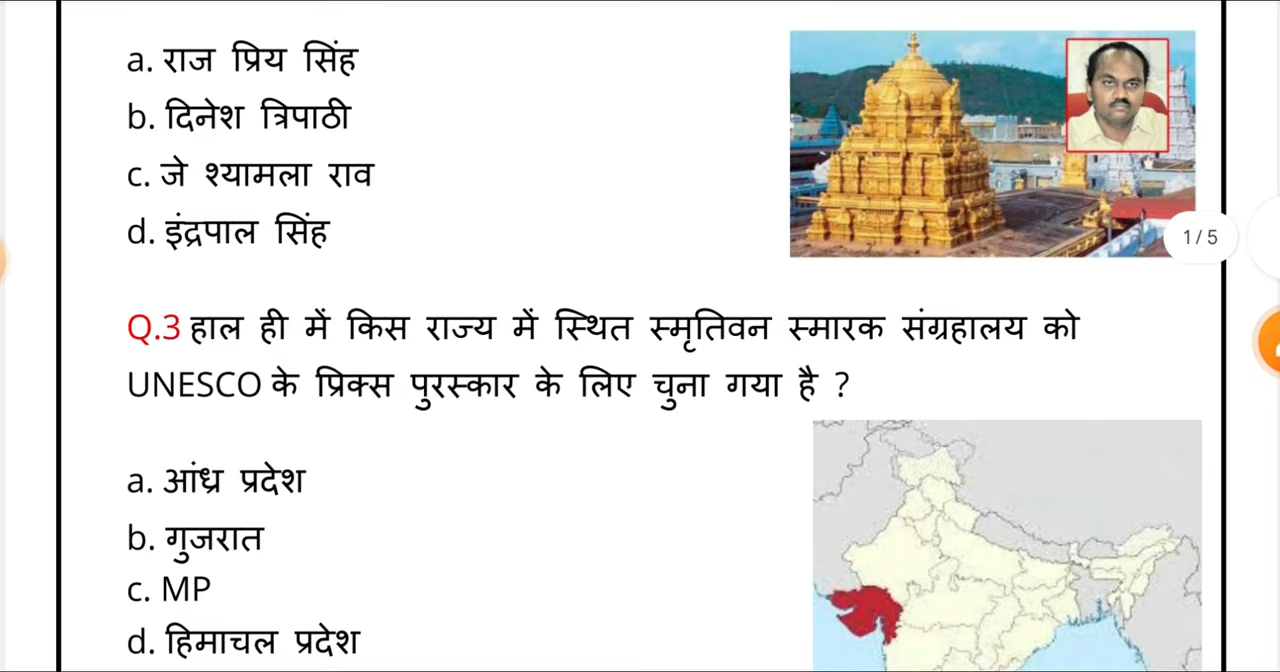 a. राज प्रिय सिंह
b. दिनेश त्रिपाठी
c. जे श्यामला राव
d. इंद्रपाल सिंह
1/5
Q.3 हाल ही में किस राज्य में स्थित स्मृतिवन स्मारक संग्रहालय को
UNESCO के प्रिक्स पुरस्कार के लिए चुना गया है ?
a. आंध्र प्रदेश
b. गुजरात
c. MP
d. हिमाचल प्रदेश